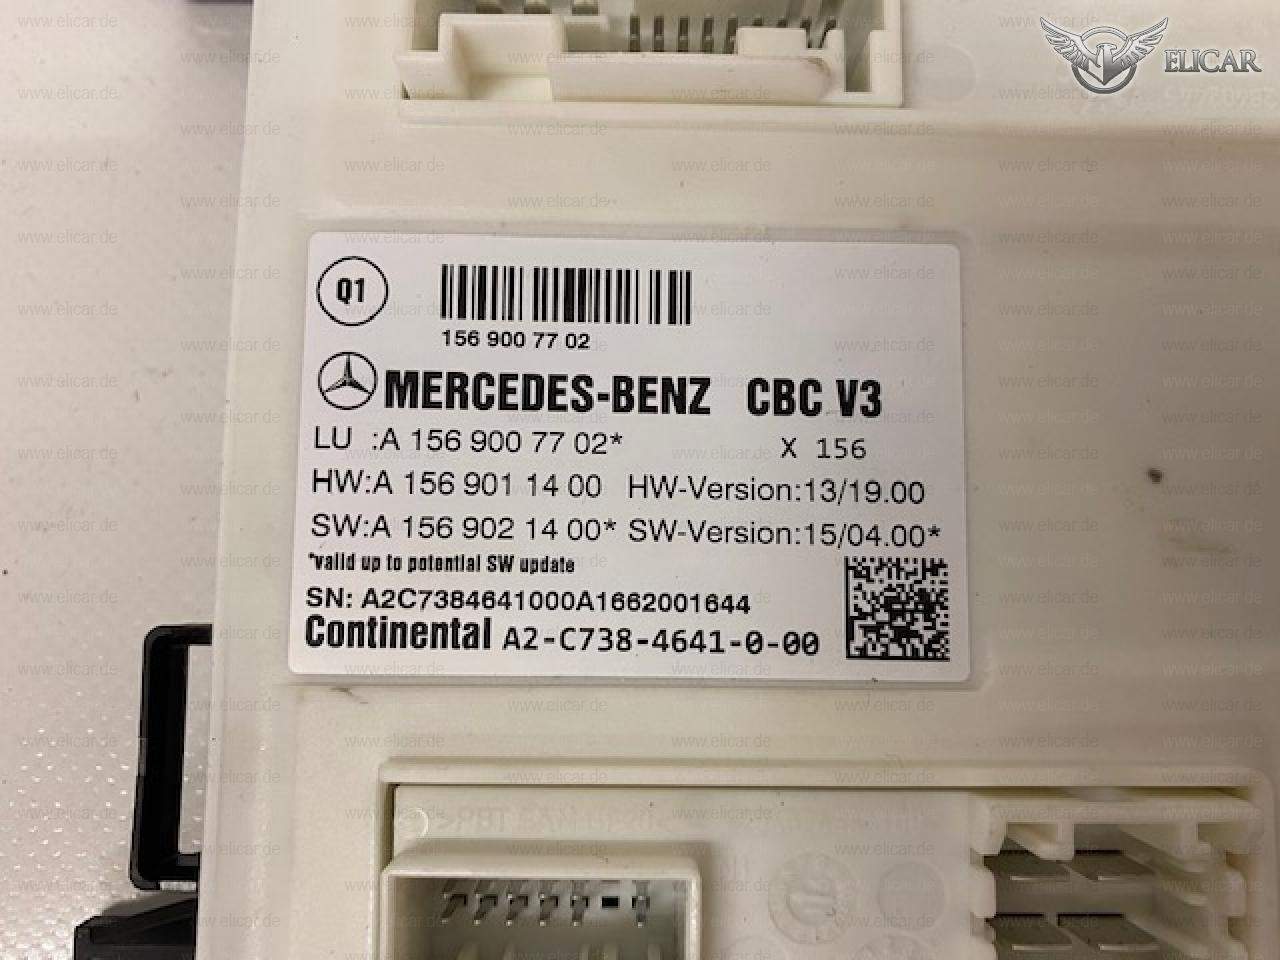 ELICAR
Q1
156 900 77 02
MERCEDES-BENZ CBC V3
LU :A 156 900 77 02* X 156
HW:A 156 901 14 00 HW-Version:13/19.00
SW:A 156 902 14 00* SW-Version:15/04.00*
*valid up to potential SW update
SN: A2C7384641000A1662001644
Continental A2-C738-4641-0-00
www.elicar.de